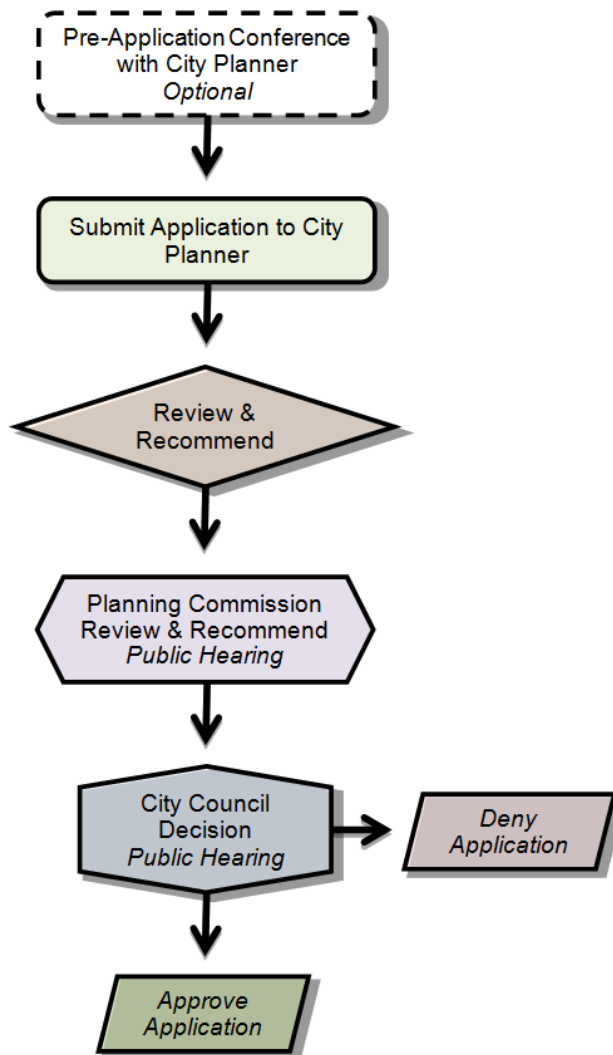 Pre-Application Conference
with City Planner
Optional
Submit Application to City
Planner
Review &
Recommend
Planning Commission
Review & Recommend
Public Hearing
City Council
Decision
Public Hearing
Deny
Application
Approve
Application